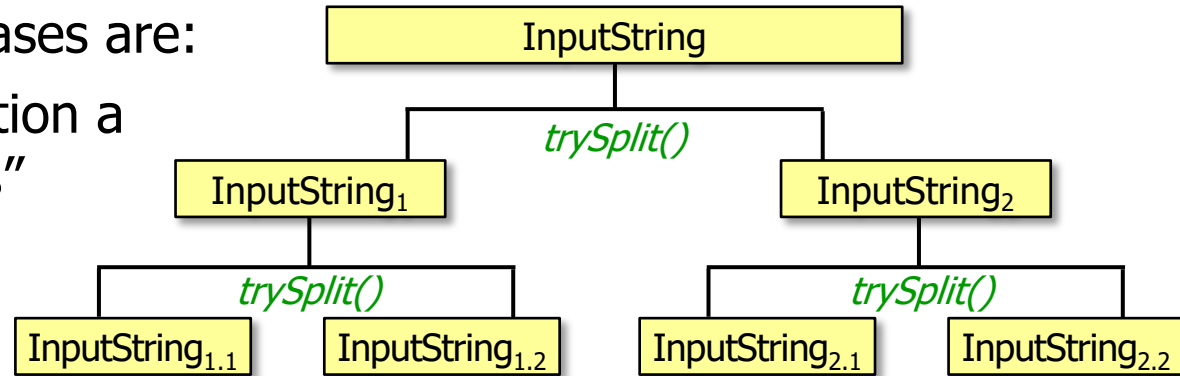 ases are:
InputString
tion a
trySplit()
s”
InputString1
InputString2
trySplit()
trySplit()
InputString1.1
InputString1.2
InputString2.1
InputString2.2